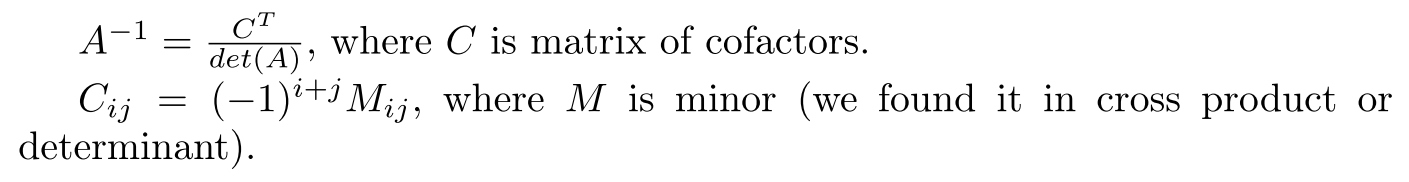 $A^{-1} = \frac{C^T}{det(A)}$, where $C$ is matrix of cofactors.
$C_{ij} = (-1)^{i+j} M_{ij}$, where $M$ is minor (we found it in cross product or
determinant).